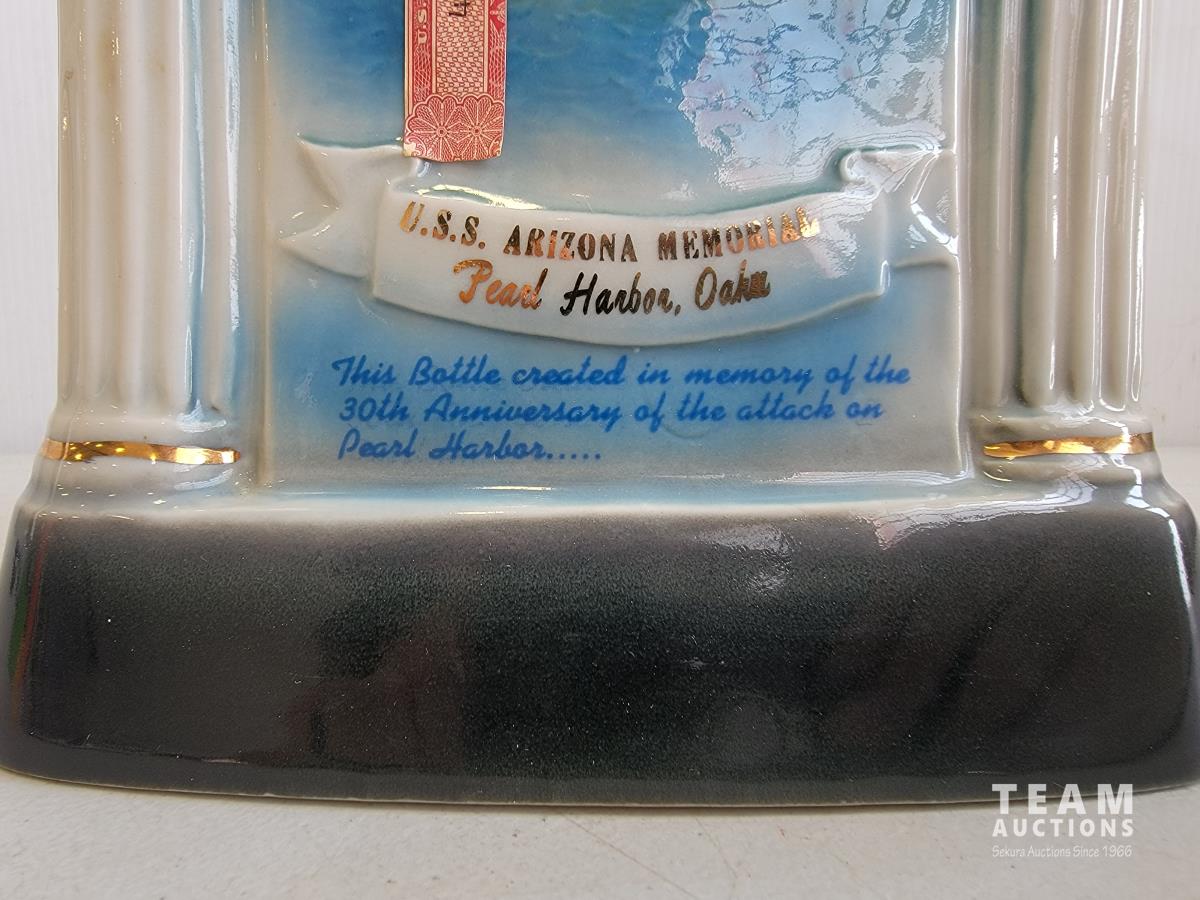 U.S.S. ARIZONA MEMORIAL
Pearl Harbor, Oahu
This Bottle created in memory of the
30th Anniversary of the attack on
Pearl Harbor.....
TEAM
AUCTIONS
Sekura Auctions Since 1966